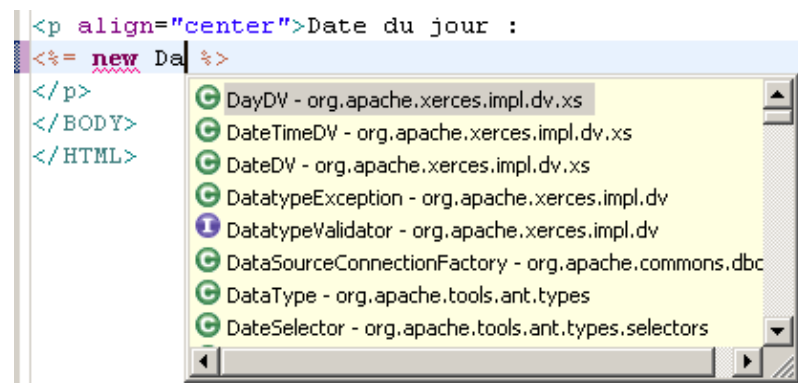 <p align="center">Date du jour :
<%= new Da %>
</p>
</BODY>
</HTML>
DayDV - org.apache.xerces.impl.dv.xs
DateTimeDV - org.apache.xerces.impl.dv.xs
DateDV - org.apache.xerces.impl.dv.xs
DatatypeException - org.apache.xerces.impl.dv
DatatypeValidator - org.apache.xerces.impl.dv
DataSourceConnectionFactory - org.apache.commons.dbc
DataType - org.apache.tools.ant.types
DateSelector - org.apache.tools.ant.types.selectors